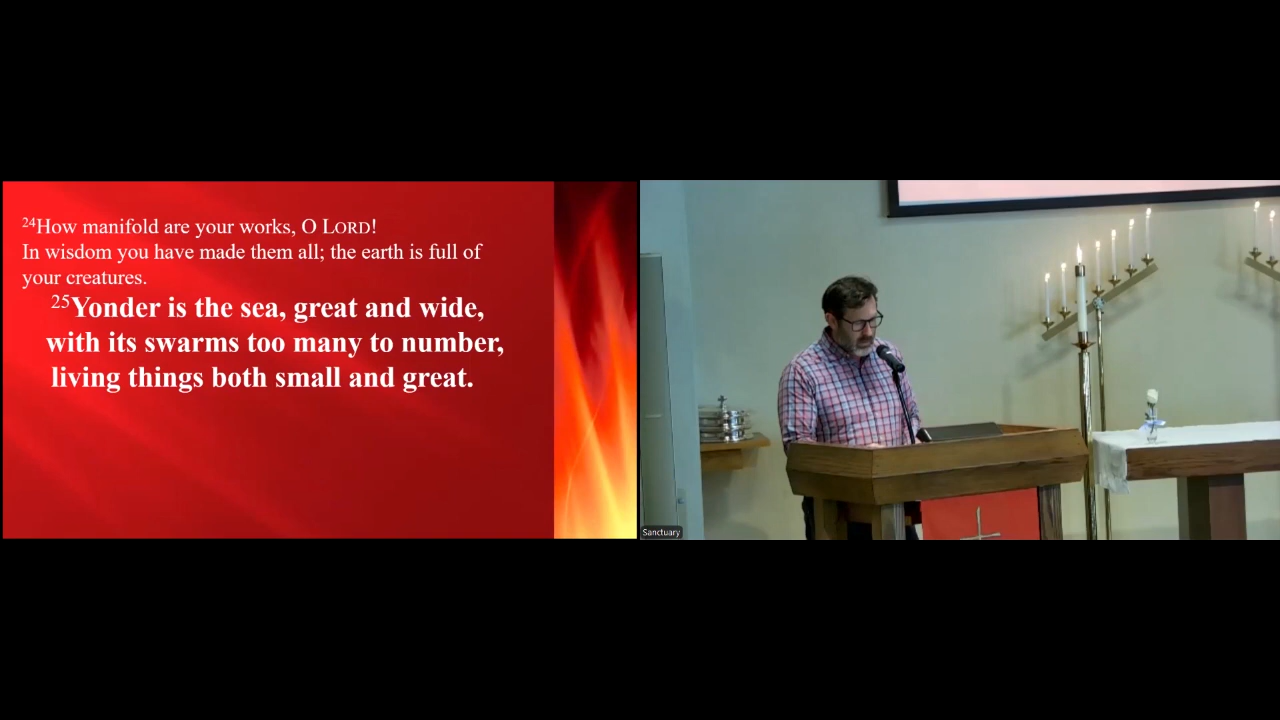 24How manifold are your works, O LORD!
In wisdom you have made them all; the earth is full of
your creatures.
25Yonder is the sea, great and wide,
with its swarms too many to number,
living things both small and great.
Sanctuary